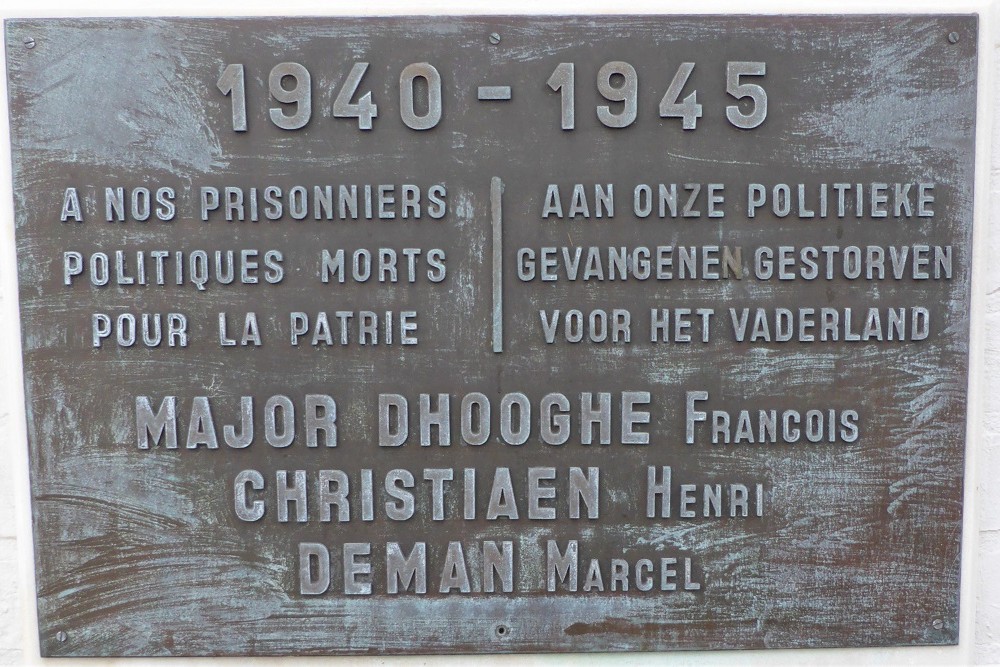 1940 - 1945
A NOS PRISONNIERS
POLITIQUES MORTS
POUR LA PATRIE
AAN ONZE POLITIEKE
GEVANGENEN GESTORVEN
VOOR HET VADERLAND
MAJOR DHOOGHE FRANCOIS
CHRISTIAEN HENRI
DEMAN MARCEL